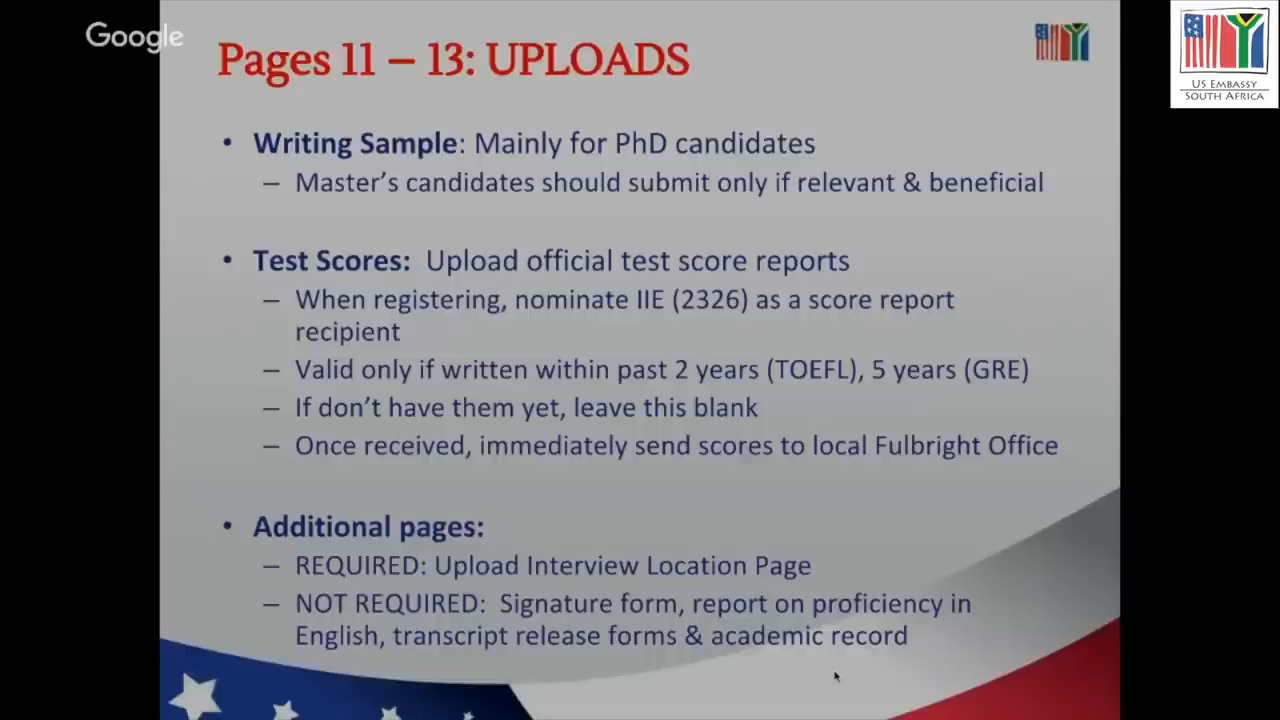 Google
US EMBASSY
SOUTH AFRICA
Pages 11 – 13: UPLOADS
• Writing Sample: Mainly for PhD candidates
– Master's candidates should submit only if relevant & beneficial
• Test Scores: Upload official test score reports
– When registering, nominate IIE (2326) as a score report
recipient
– Valid only if written within past 2 years (TOEFL), 5 years (GRE)
– If don't have them yet, leave this blank
– Once received, immediately send scores to local Fulbright Office
• Additional pages:
– REQUIRED: Upload Interview Location Page
– NOT REQUIRED: Signature form, report on proficiency in
English, transcript release forms & academic record